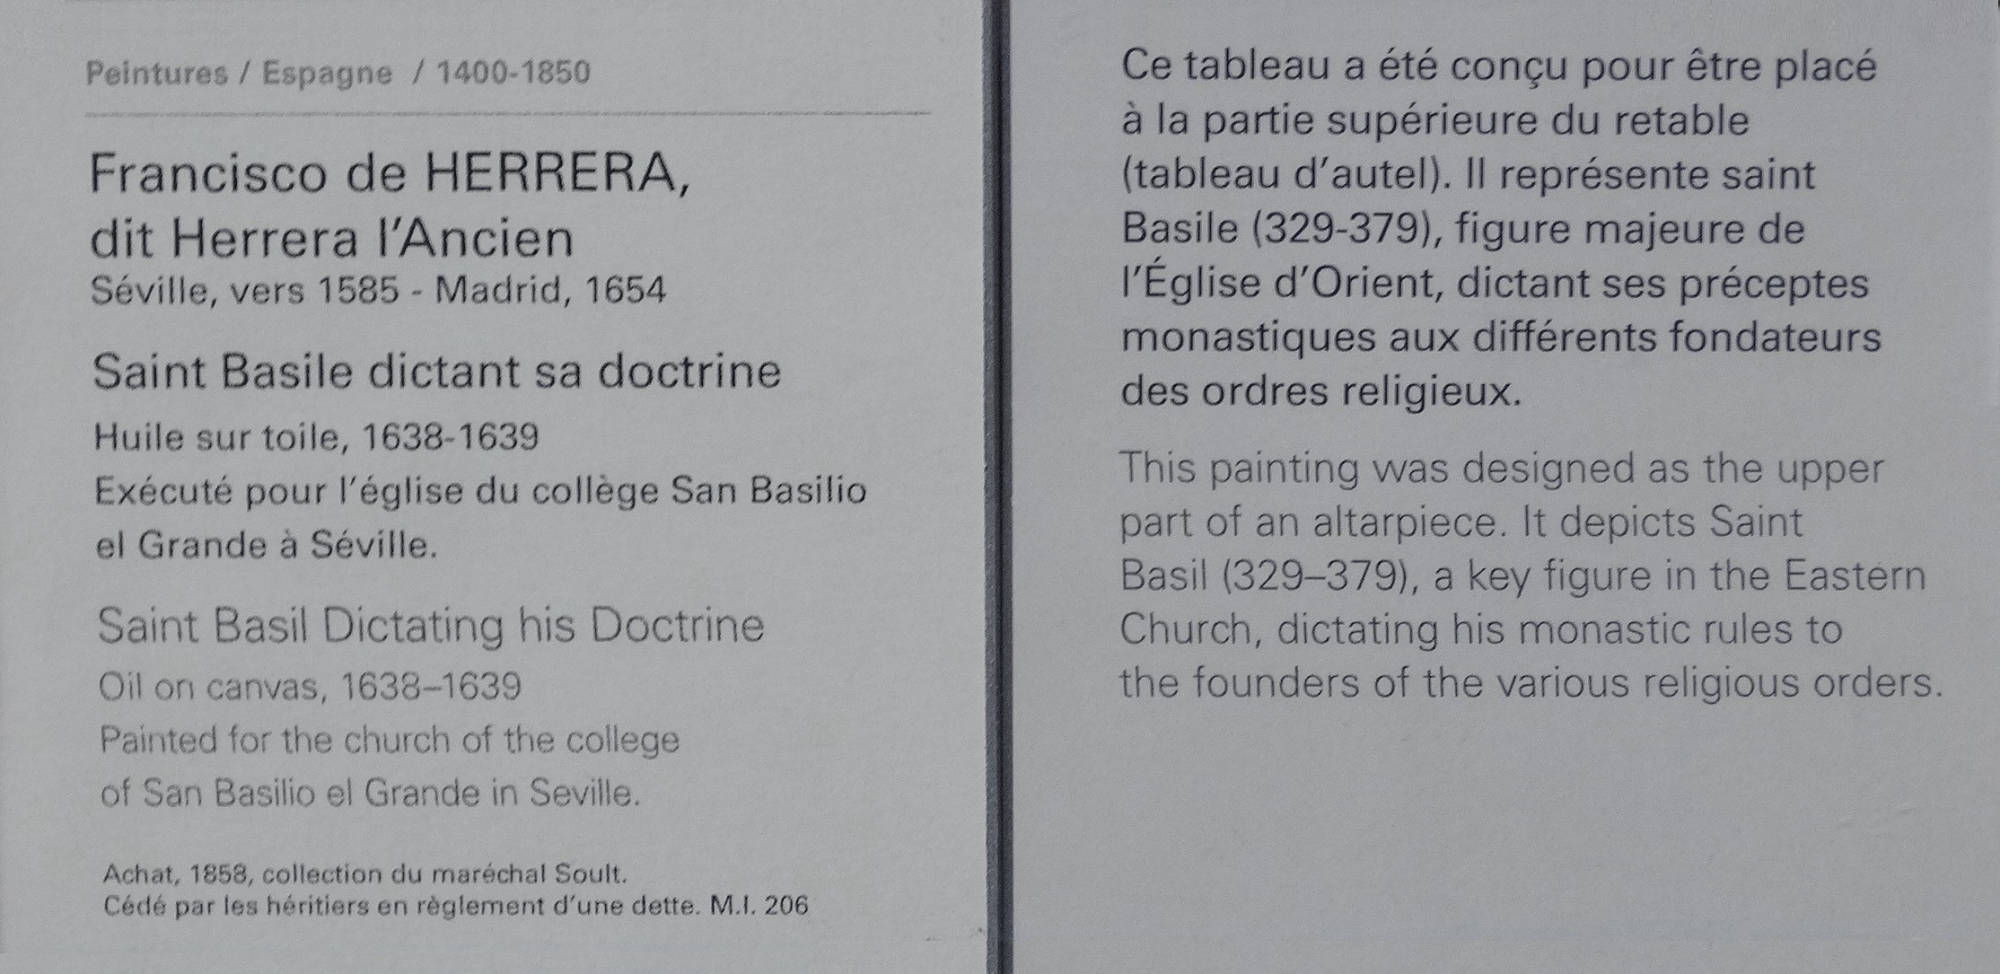 Peintures / Espagne / 1400-1850
Francisco de HERRERA,
dit Herrera l'Ancien
Séville, vers 1585 - Madrid, 1654
Saint Basile dictant sa doctrine
Huile sur toile, 1638-1639
Exécuté pour l'église du collège San Basilio
el Grande à Séville.
Saint Basil Dictating his Doctrine
Oil on canvas, 1638–1639
Painted for the church of the college
of San Basilio el Grande in Seville.
Achat, 1858, collection du maréchal Soult.
Cédé par les héritiers en règlement d'une dette. M.I. 206
Ce tableau a été conçu pour être placé
à la partie supérieure du retable
(tableau d'autel). Il représente saint
Basile (329-379), figure majeure de
l'Église d'Orient, dictant ses préceptes
monastiques aux différents fondateurs
des ordres religieux.
This painting was designed as the upper
part of an altarpiece. It depicts Saint
Basil (329–379), a key figure in the Eastern
Church, dictating his monastic rules to
the founders of the various religious orders.